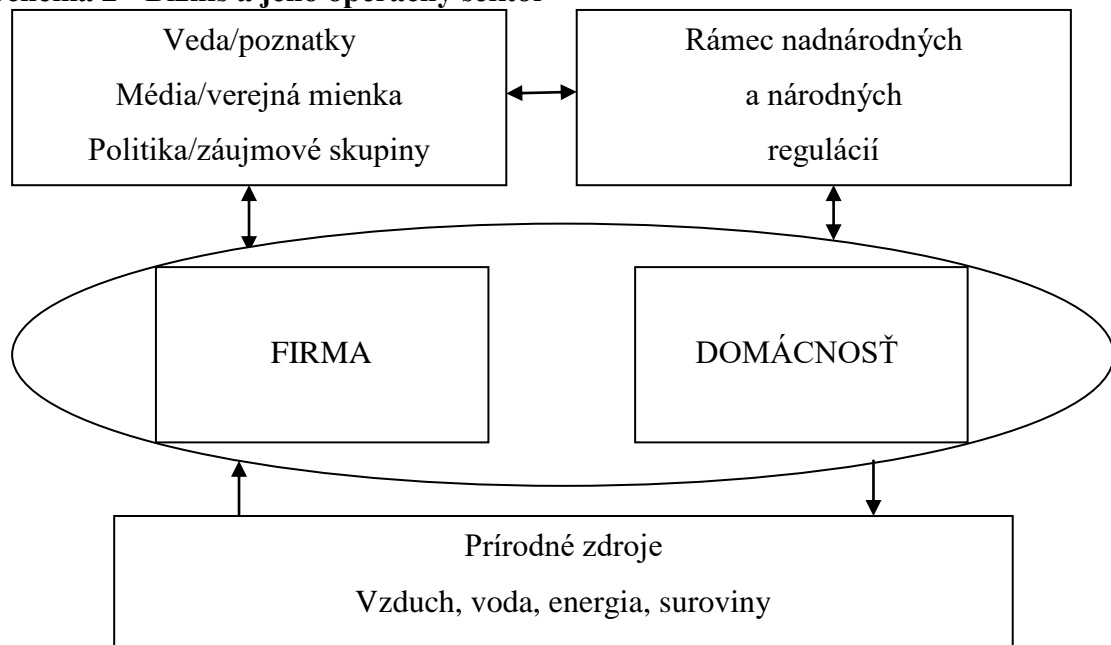 Veda/poznatky
Médiá/verejná mienka
Politika/záujmové skupiny
Rámec nadnárodných
a národných
regulácií
FIRMA
DOMÁCNOSŤ
Prírodné zdroje
Vzduch, voda, energia, suroviny